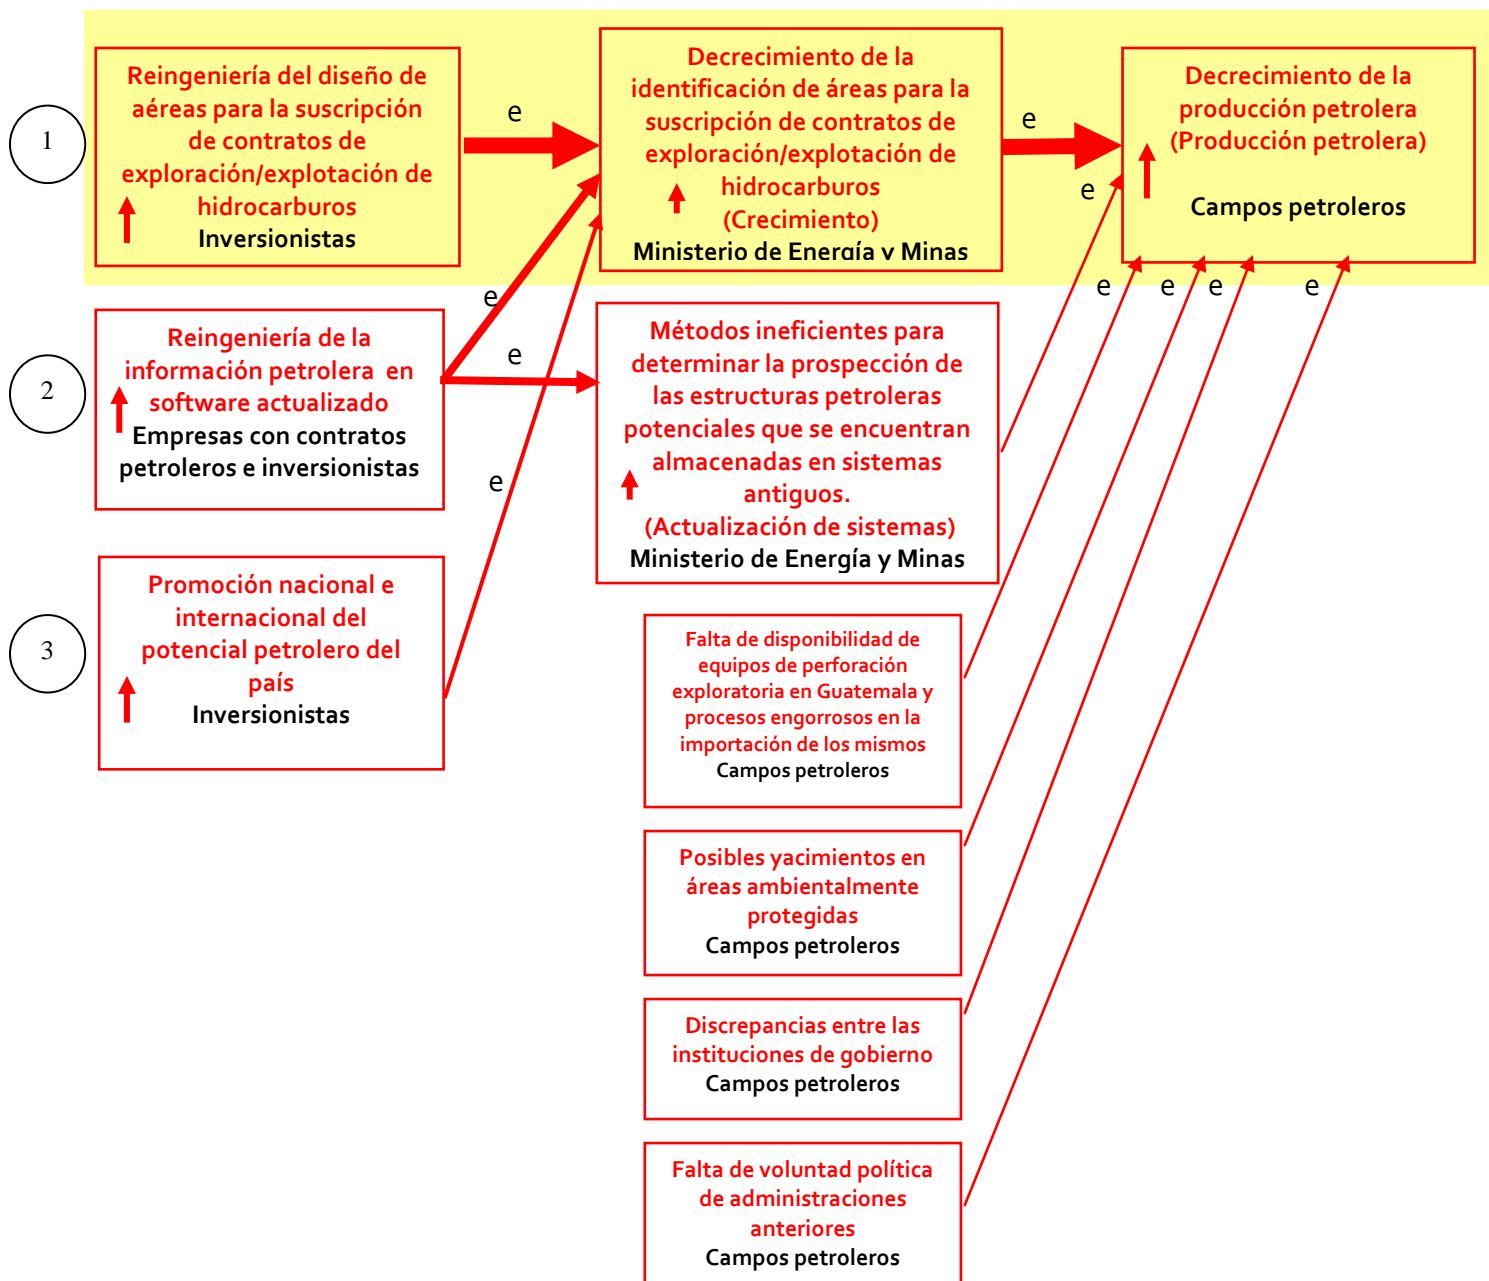 1
Reingeniería del diseño de
aéreas para la suscripción
de contratos de
exploración/explotación de
hidrocarburos
Inversionistas
e
Decrecimiento de la
identificación de áreas para la
suscripción de contratos de
exploración/explotación de
hidrocarburos
(Crecimiento)
Ministerio de Energía y Minas
e
Decrecimiento de la
producción petrolera
(Producción petrolera)
Campos petroleros
e
e
e
e
e
2
Reingeniería de la
información petrolera en
software actualizado
Empresas con contratos
petroleros e inversionistas
e
e
e
Métodos ineficientes para
determinar la prospección de
las estructuras petroleras
potenciales que se encuentran
almacenadas en sistemas
antiguos.
(Actualización de sistemas)
Ministerio de Energía y Minas
3
Promoción nacional e
internacional del
potencial petrolero del
país
Inversionistas
Falta de disponibilidad de
equipos de perforación
exploratoria en Guatemala y
procesos engorrosos en la
importación de los mismos
Campos petroleros
Posibles yacimientos en
áreas ambientalmente
protegidas
Campos petroleros
Discrepancias entre las
instituciones de gobierno
Campos petroleros
Falta de voluntad política
de administraciones
anteriores
Campos petroleros